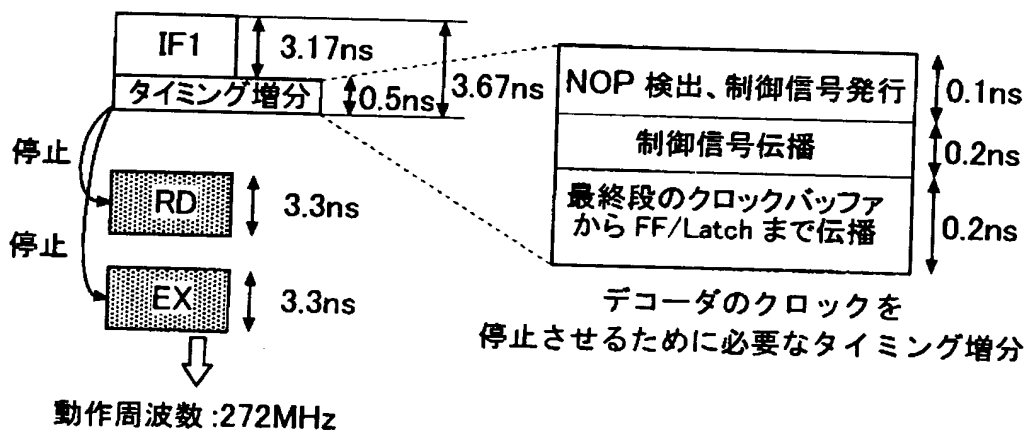 IF1
3.17ns
タイミング増分
0.5ns
3.67ns
停止
RD
3.3ns
停止
EX
3.3ns
動作周波数:272MHz
NOP 検出、制御信号発行
0.1ns
制御信号伝播
0.2ns
最終段のクロックバッファ
から FF/Latch まで伝播
0.2ns
デコーダのクロックを
停止させるために必要なタイミング増分